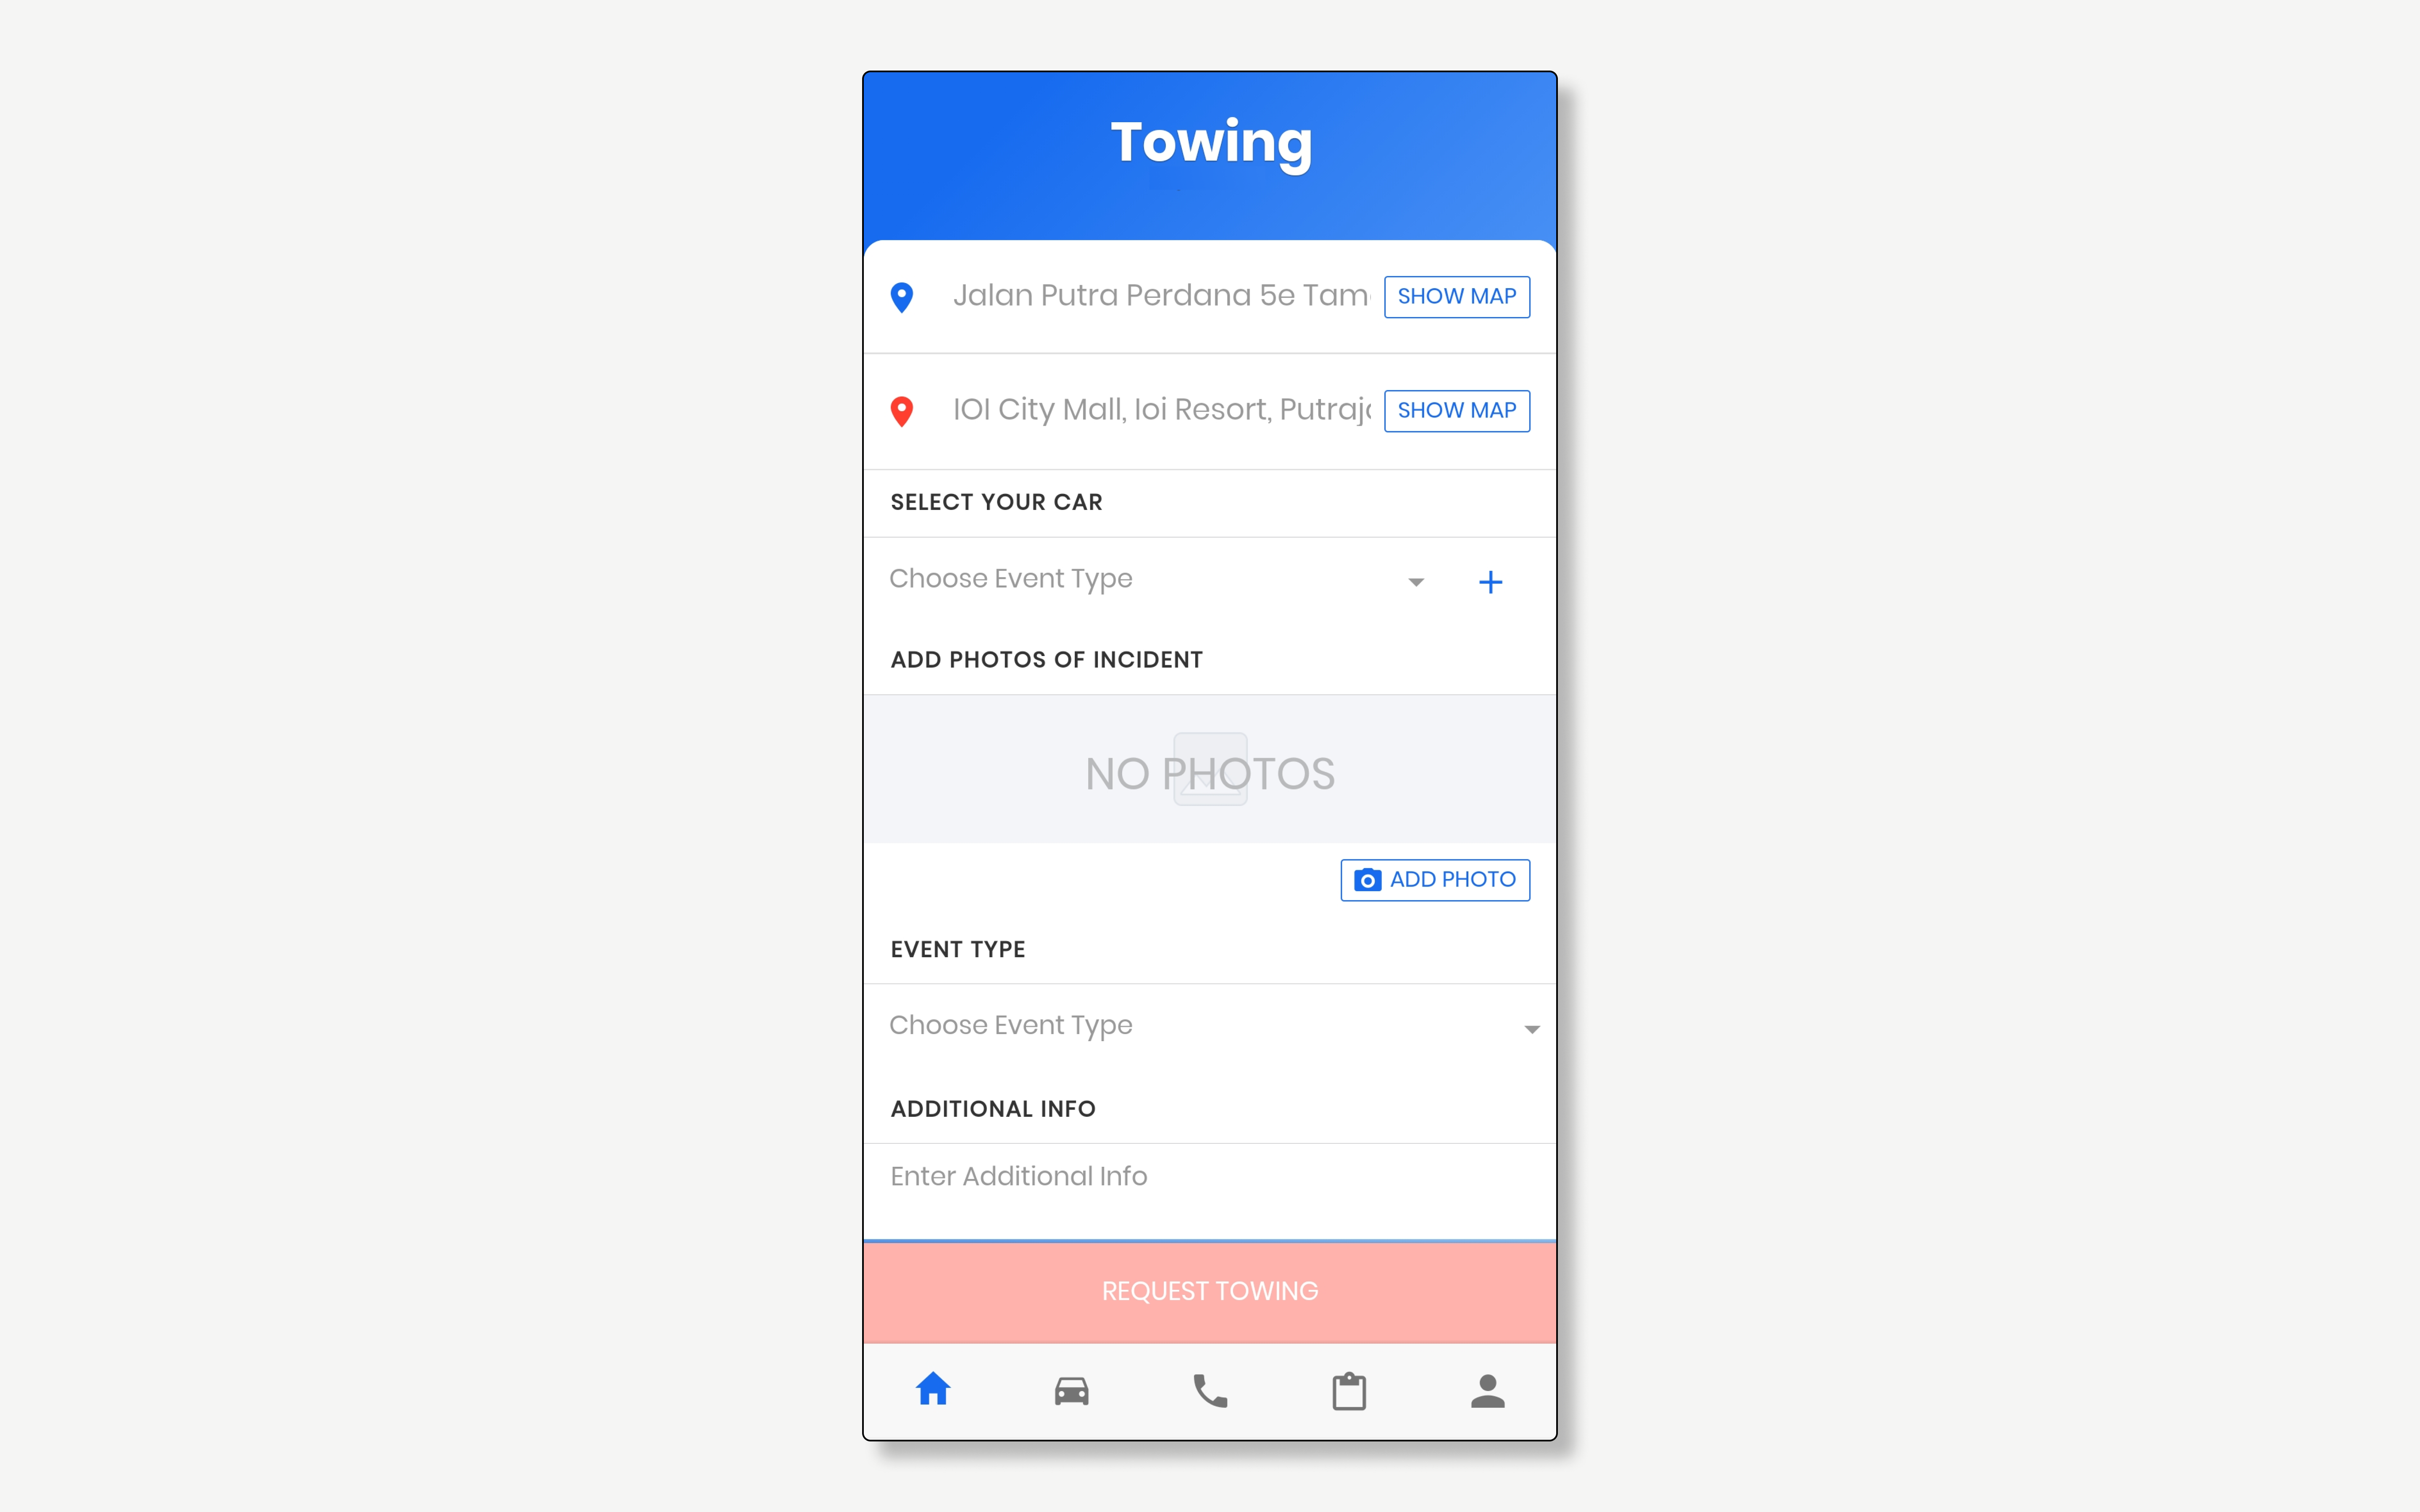 Towing
Jalan Putra Perdana 5e Tam
SHOW MAP
IOI City Mall, Ioi Resort, Putraj
SHOW MAP
SELECT YOUR CAR
Choose Event Type
ADD PHOTOS OF INCIDENT
NO PHOTOS
ADD PHOTO
EVENT TYPE
Choose Event Type
ADDITIONAL INFO
Enter Additional Info
REQUEST TOWING